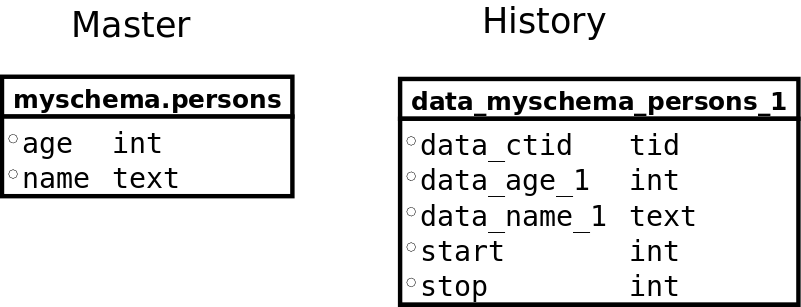 Master
History
myschema.persons
age int
name text
data_myschema_persons_1
data_ctid tid
data_age_1 int
data_name_1 text
start int
stop int